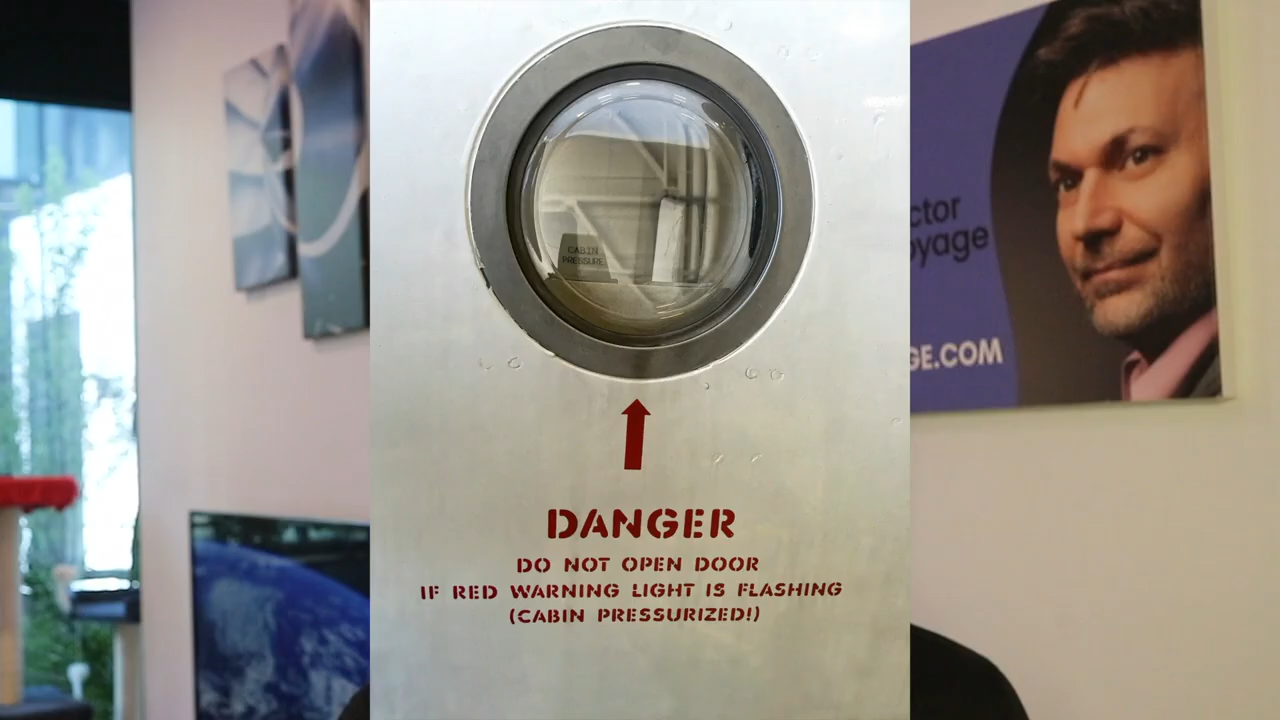 CABIN
PRESSURE
DANGER
DO NOT OPEN DOOR
IF RED WARNING LIGHT IS FLASHING
(CABIN PRESSURIZED!)
ctor
oyage
GE.COM